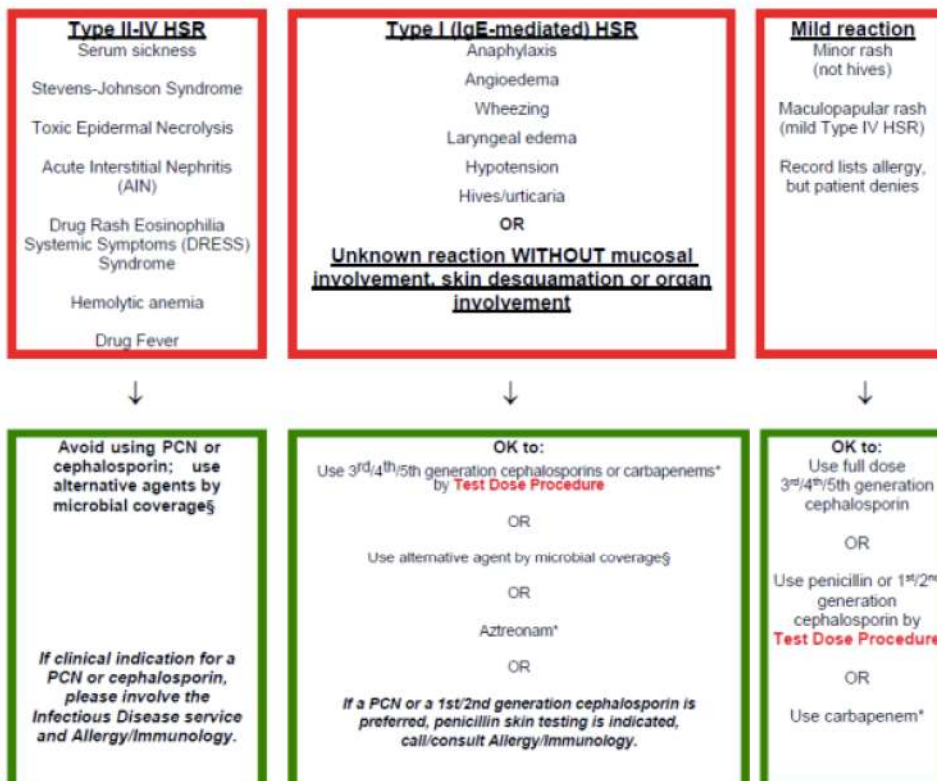 Type II-IV HSR
Serum sickness
Stevens-Johnson Syndrome
Toxic Epidermal Necrolysis
Acute Interstitial Nephritis
(AIN)
Drug Rash Eosinophilia
Systemic Symptoms (DRESS)
Syndrome
Hemolytic anemia
Drug Fever
Type I (IgE-mediated) HSR
Anaphylaxis
Angioedema
Wheezing
Laryngeal edema
Hypotension
Hives/urticaria
OR
Unknown reaction WITHOUT mucosal
involvement, skin desquamation or organ
involvement
Mild reaction
Minor rash
(not hives)
Maculopapular rash
(mild Type IV HSR)
Record lists allergy,
but patient denies
↓
↓
↓
Avoid using PCN or
cephalosporin; use
alternative agents by
microbial coverage§
If clinical indication for a
PCN or cephalosporin,
please involve the
Infectious Disease service
and Allergy/Immunology.
OK to:
Use 3rd/4th/5th generation cephalosporins or carbapenems*
by Test Dose Procedure
OR
Use alternative agent by microbial coverage§
OR
Aztreonam*
OR
If a PCN or a 1st/2nd generation cephalosporin is
preferred, penicillin skin testing is indicated,
call/consult Allergy/Immunology.
OK to:
Use full dose
3rd/4th/5th generation
cephalosporin
OR
Use penicillin or 1st/2nd
generation
cephalosporin by
Test Dose Procedure
OR
Use carbapenem*